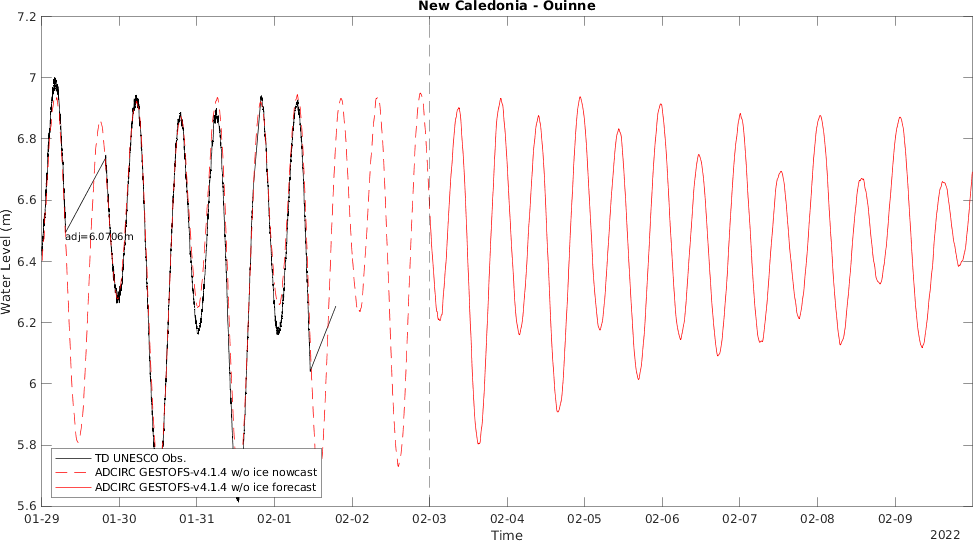 New Caledonia - Ouinne
7.2
7
6.8
6.6
6.4
6.2
6
5.8
5.6
Water Level (m)
adj=6.0706m
TD UNESCO Obs.
ADCIRC GESTOFS-v4.1.4 w/o ice nowcast
ADCIRC GESTOFS-v4.1.4 w/o ice forecast
01-29 01-30 01-31 02-01 02-02 02-03 02-04 02-05 02-06 02-07 02-08 02-09
Time
2022